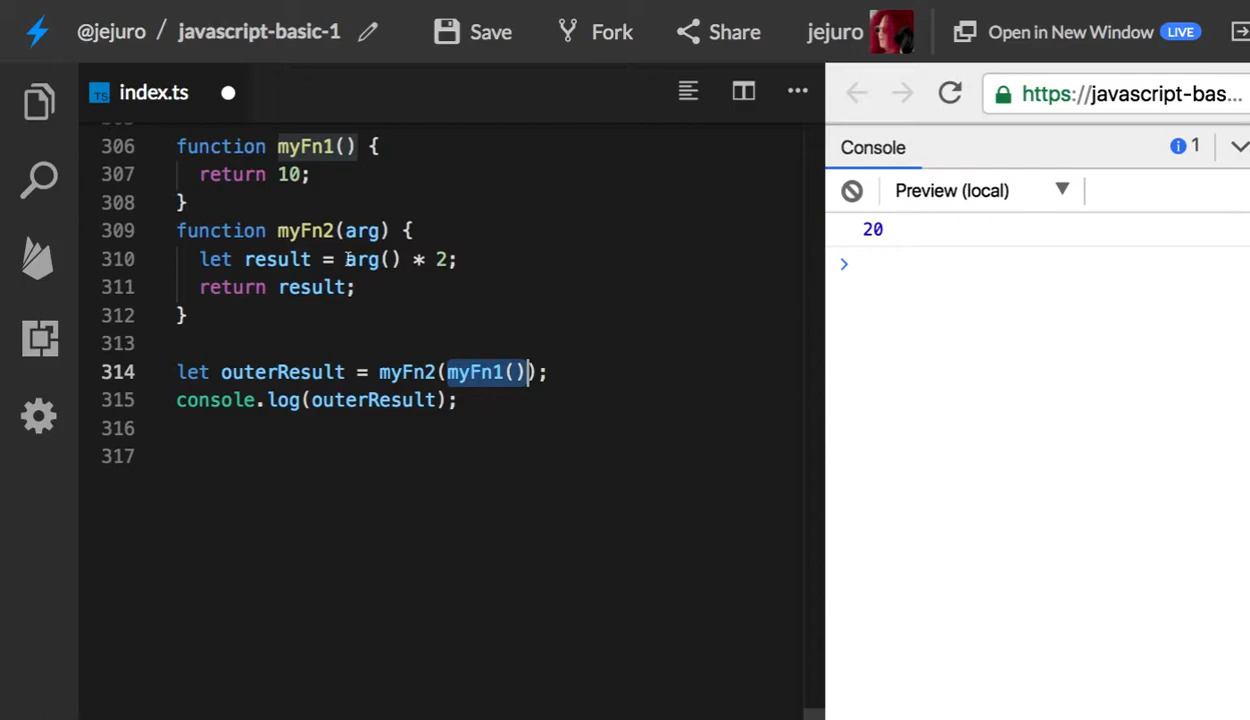 @jejuro / javascript-basic-1 Save Fork Share jejuro Open in New Window LIVE
TS index.ts https://javascript-bas...
306 function myFn1() {
307 return 10;
308 }
309 function myFn2(arg) {
310 let result = arg() * 2;
311 return result;
312 }
313
314 let outerResult = myFn2(myFn1());
315 console.log(outerResult);
316
317
Console 1
Preview (local)
20